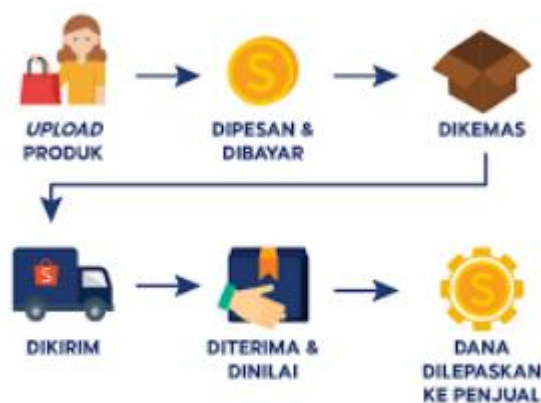 UPLOAD
PRODUK
DIPESAN &
DIBAYAR
DIKEMAS
DIKIRIM
DITERIMA &
DINILAI
DANA
DILEPASKAN
KE PENJUAL